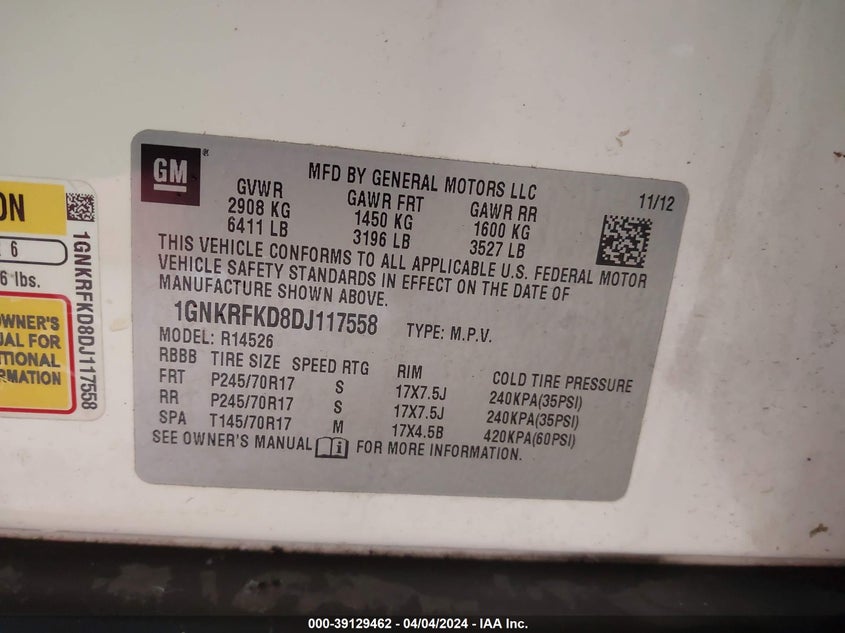 GM
®
MFD BY GENERAL MOTORS LLC
11/12
GVWR GAWR FRT GAWR RR
2908 KG 1450 KG 1600 KG
6411 LB 3196 LB 3527 LB
THIS VEHICLE CONFORMS TO ALL APPLICABLE U.S. FEDERAL MOTOR
VEHICLE SAFETY STANDARDS IN EFFECT ON THE DATE OF
MANUFACTURE SHOWN ABOVE.
1GNKRFKD8DJ117558 TYPE: M.P.V.
MODEL: R14526
RBBB TIRE SIZE SPEED RTG RIM COLD TIRE PRESSURE
FRT P245/70R17 S 17X7.5J 240KPA(35PSI)
RR P245/70R17 S 17X7.5J 240KPA(35PSI)
SPA T145/70R17 M 17X4.5B 420KPA(60PSI)
SEE OWNER'S MANUAL FOR MORE INFORMATION.
ON
6
6 lbs.
OWNER'S
UAL FOR
ITIONAL
RMATION
1GNKRFKD8DJ117558
000-39129462 - 04/04/2024 - IAA Inc.